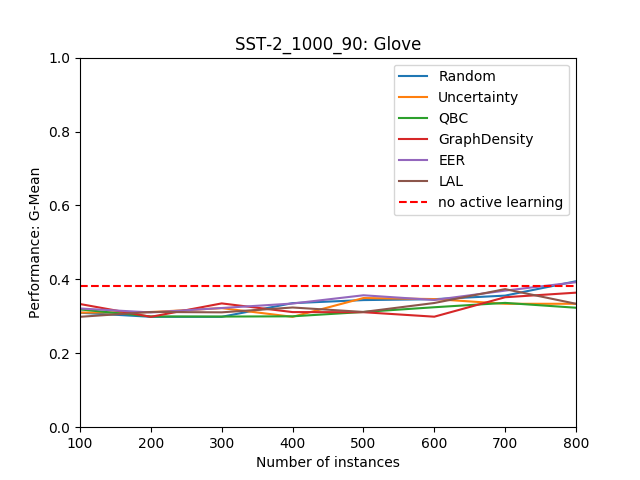 SST-2_1000_90: Glove
Performance: G-Mean
1.0
0.8
0.6
0.4
0.2
0.0
Random
Uncertainty
QBC
GraphDensity
EER
LAL
no active learning
100 200 300 400 500 600 700 800
Number of instances